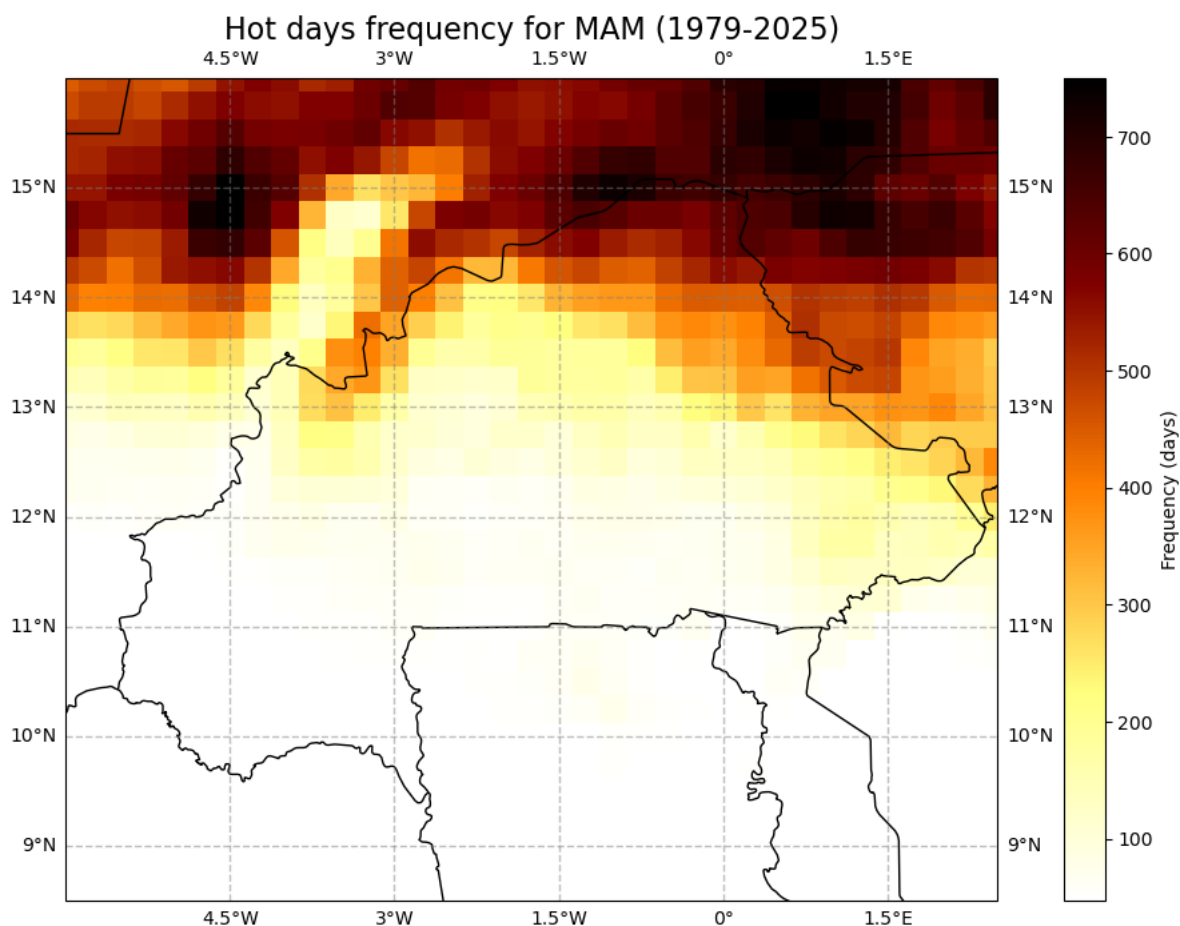 Hot days frequency for MAM (1979-2025)
4.5°W 3°W 1.5°W 0° 1.5°E
15°N 15°N
14°N 14°N
13°N 13°N
12°N 12°N
11°N 11°N
10°N 10°N
9°N 9°N
4.5°W 3°W 1.5°W 0° 1.5°E
700
600
500
400
300
200
100
Frequency (days)